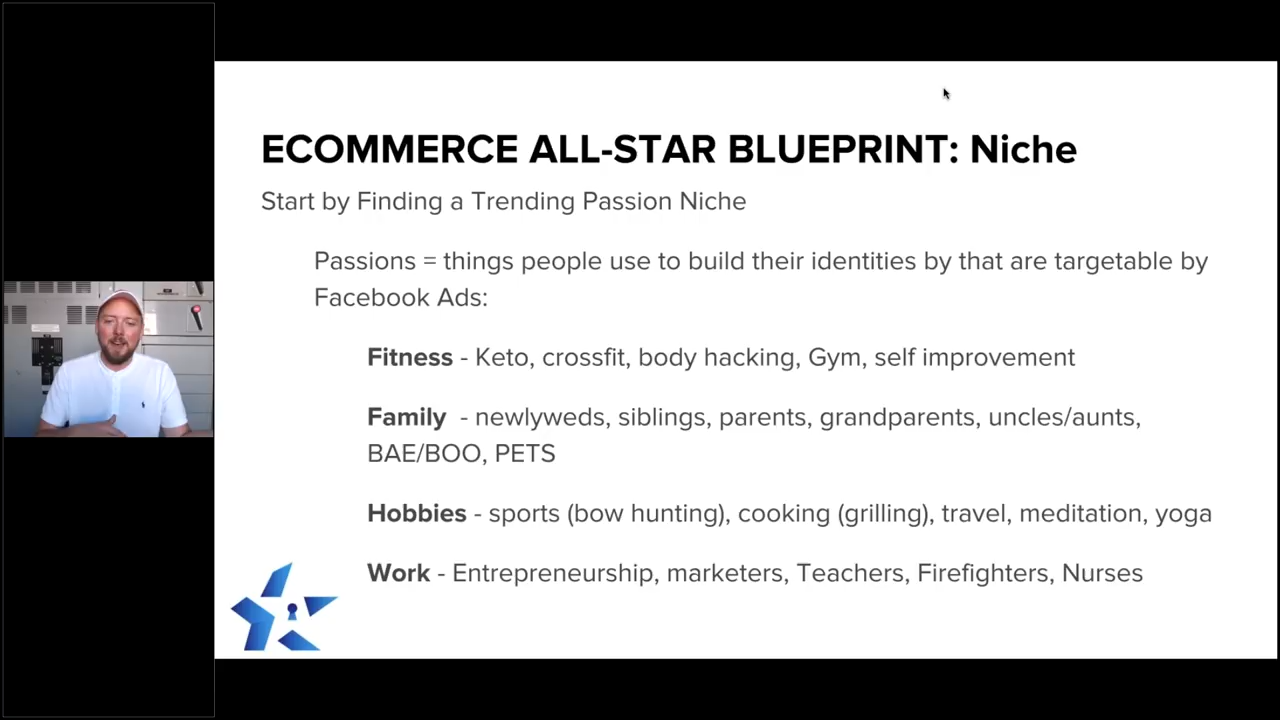 ECOMMERCE ALL-STAR BLUEPRINT: Niche
Start by Finding a Trending Passion Niche
Passions = things people use to build their identities by that are targetable by
Facebook Ads:
Fitness - Keto, crossfit, body hacking, Gym, self improvement
Family - newlyweds, siblings, parents, grandparents, uncles/aunts,
BAE/BOO, PETS
Hobbies - sports (bow hunting), cooking (grilling), travel, meditation, yoga
Work - Entrepreneurship, marketers, Teachers, Firefighters, Nurses